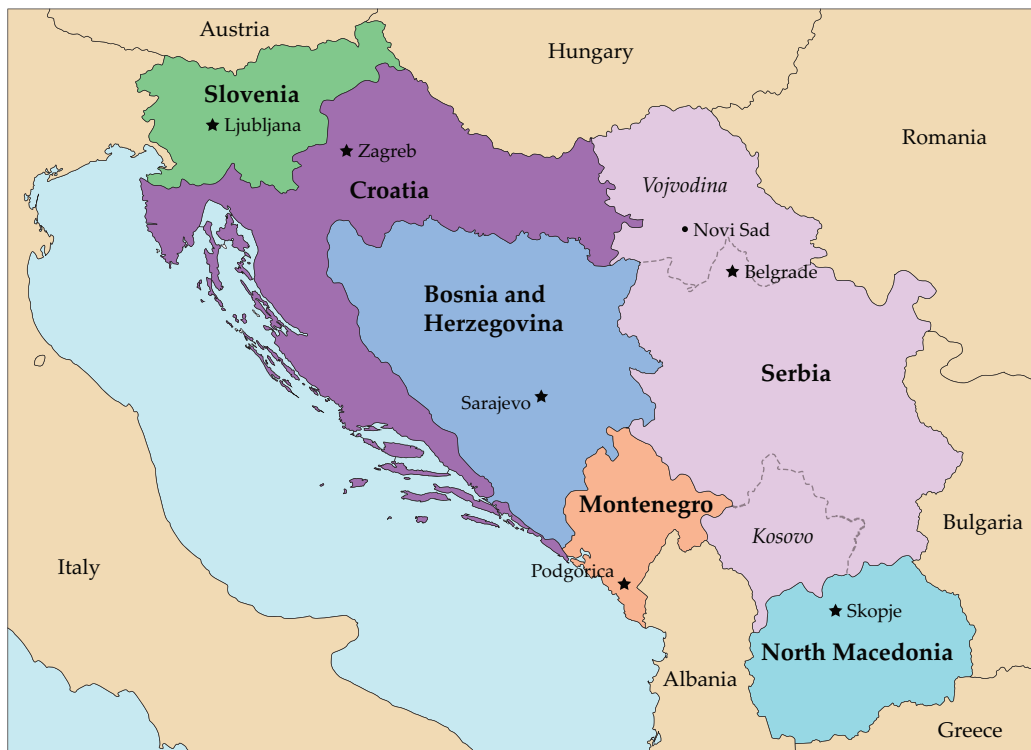 Austria
Hungary
Slovenia
Ljubljana
Romania
Zagreb
Croatia
Vojvodina
Novi Sad
Belgrade
Bosnia and
Herzegovina
Serbia
Sarajevo
Montenegro
Bulgaria
Kosovo
Italy
Podgorica
Skopje
North Macedonia
Albania
Greece